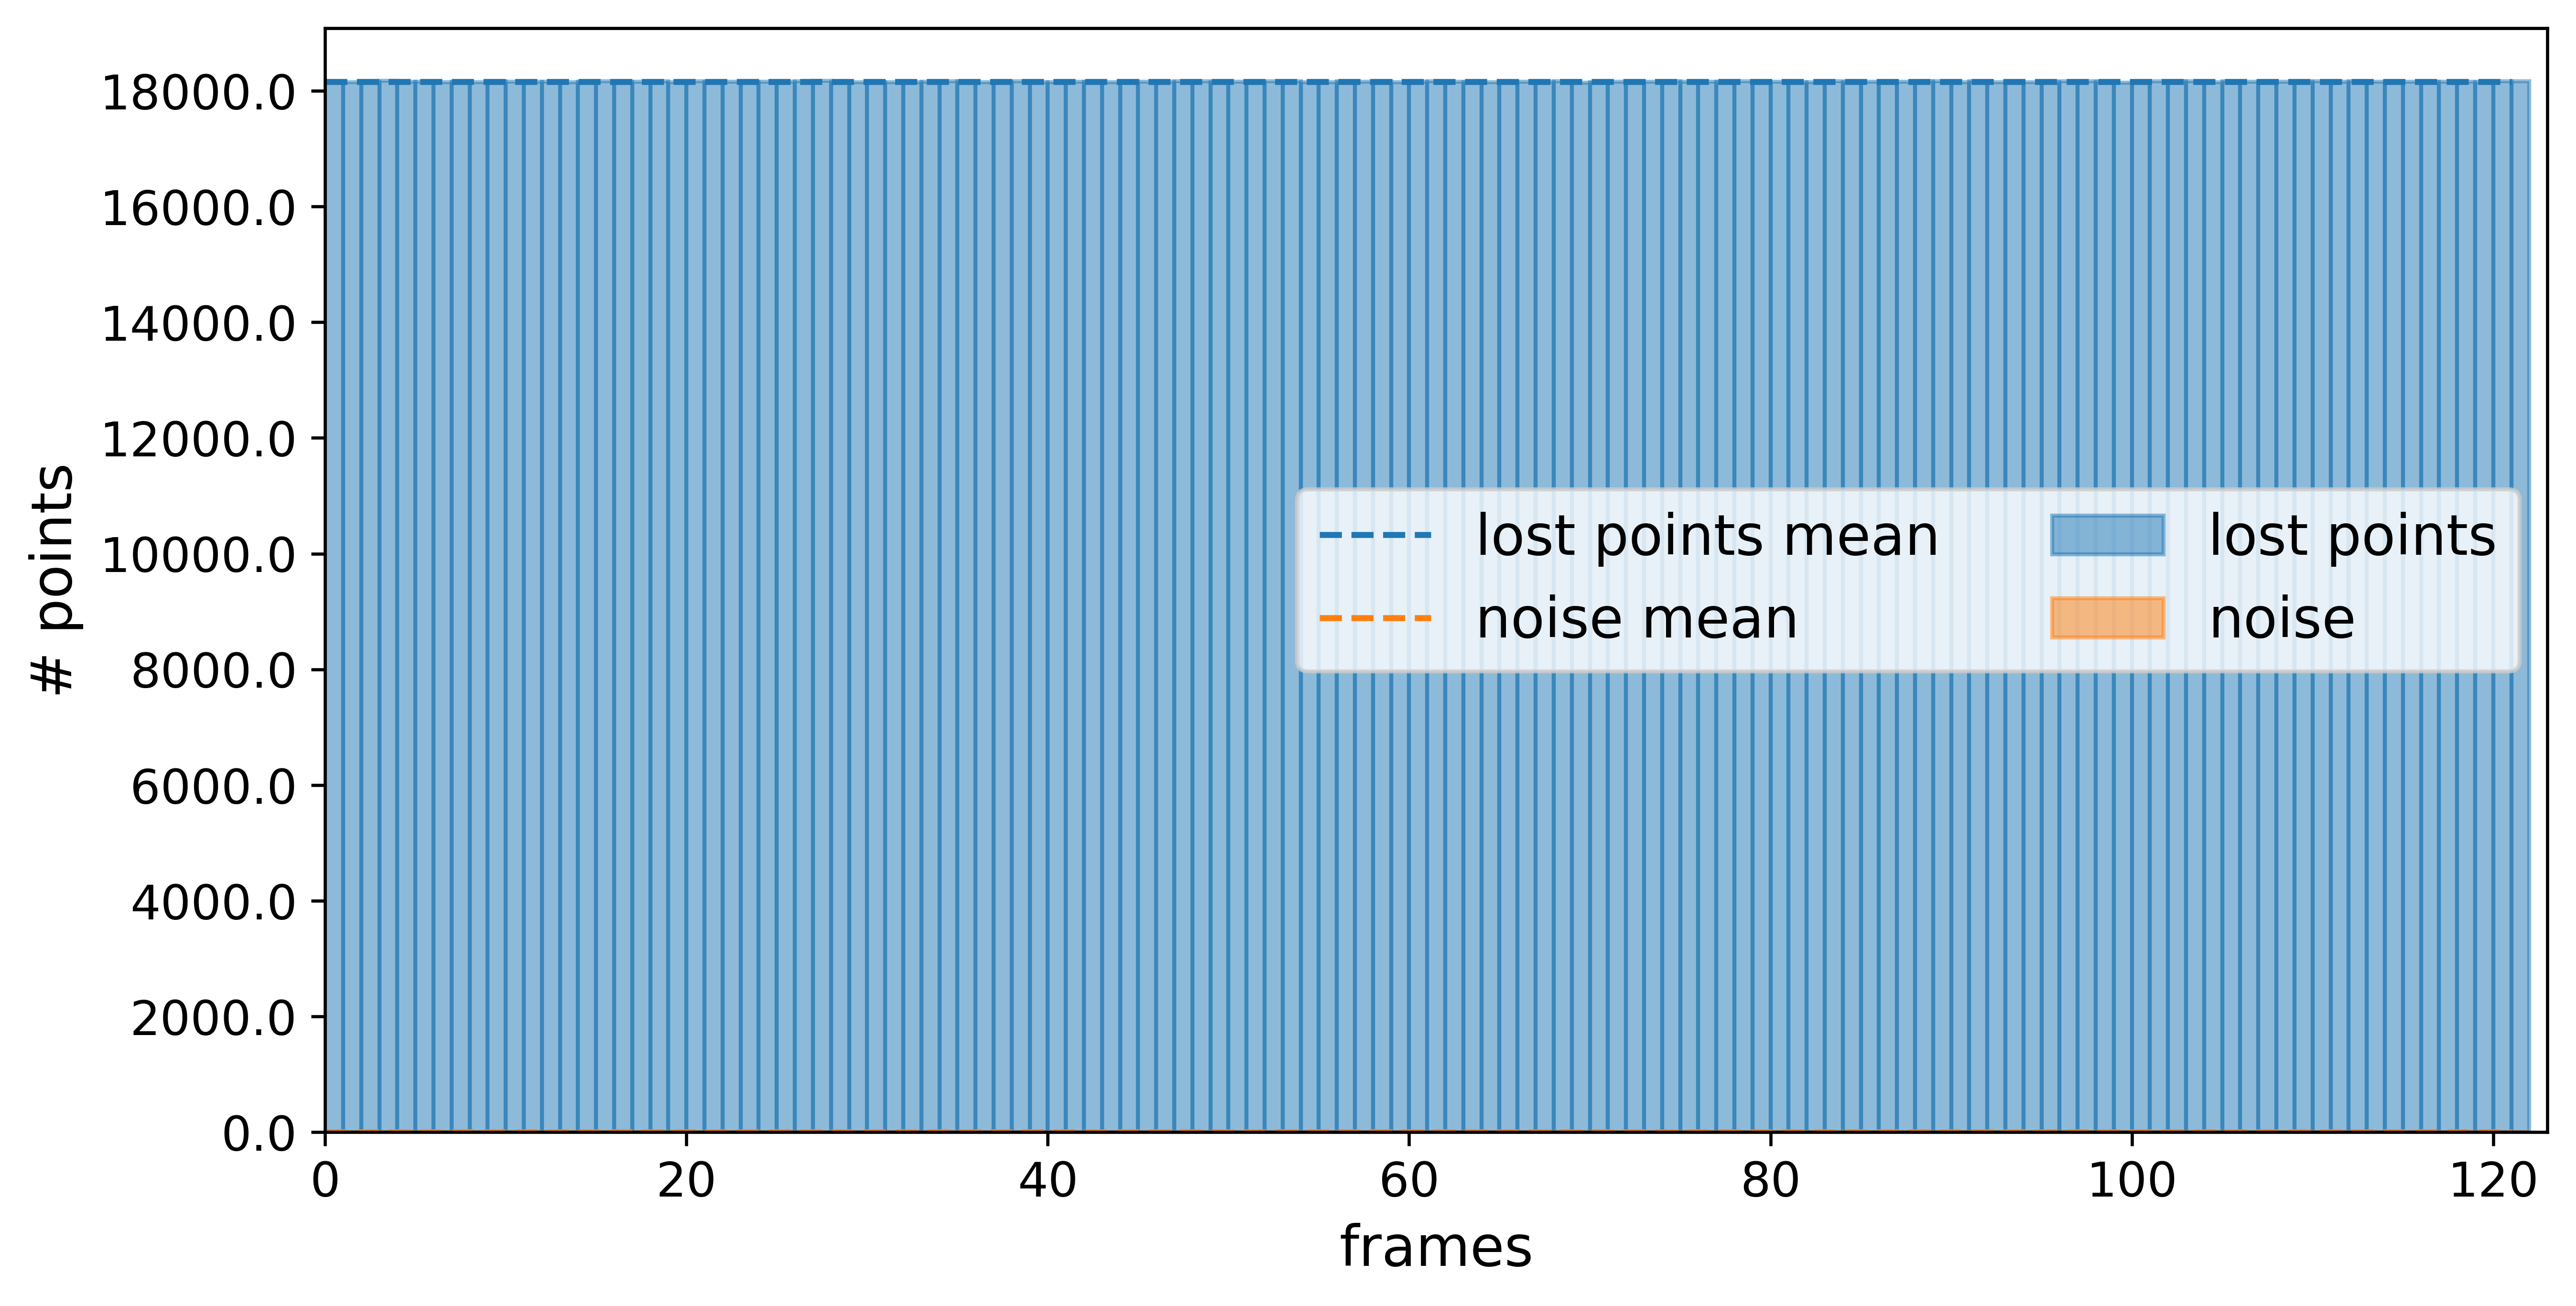 # points
18000.0
16000.0
14000.0
12000.0
10000.0
8000.0
6000.0
4000.0
2000.0
0.0
lost points mean
noise mean
lost points
noise
0 20 40 60 80 100 120
frames